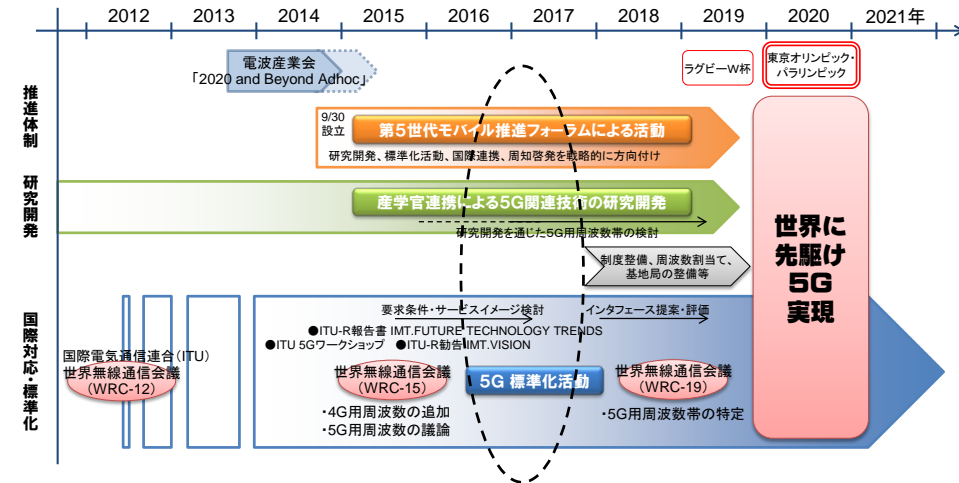 2012 2013 2014 2015 2016 2017 2018 2019 2020 2021年
電波産業会
「2020 and Beyond Adhoc」
ラグビーW杯
東京オリンピック・
パラリンピック
推進体制
9/30
設立
第5世代モバイル推進フォーラムによる活動
研究開発、標準化活動、国際連携、周知啓発を戦略的に方向付け
研究開発
産学官連携による5G関連技術の研究開発
研究開発を通じた5G用周波数帯の検討
制度整備、周波数割当て、
基地局の整備等
世界に
先駆け
5G
実現
国際対応・標準化
要求条件・サービスイメージ検討
インタフェース提案・評価
●ITU-R報告書 IMT.FUTURE TECHNOLOGY TRENDS
●ITU 5Gワークショップ ●ITU-R勧告 IMT.VISION
国際電気通信連合(ITU)
世界無線通信会議
(WRC-12)
世界無線通信会議
(WRC-15)
5G 標準化活動
世界無線通信会議
(WRC-19)
・4G用周波数の追加
・5G用周波数の議論
・5G用周波数帯の特定